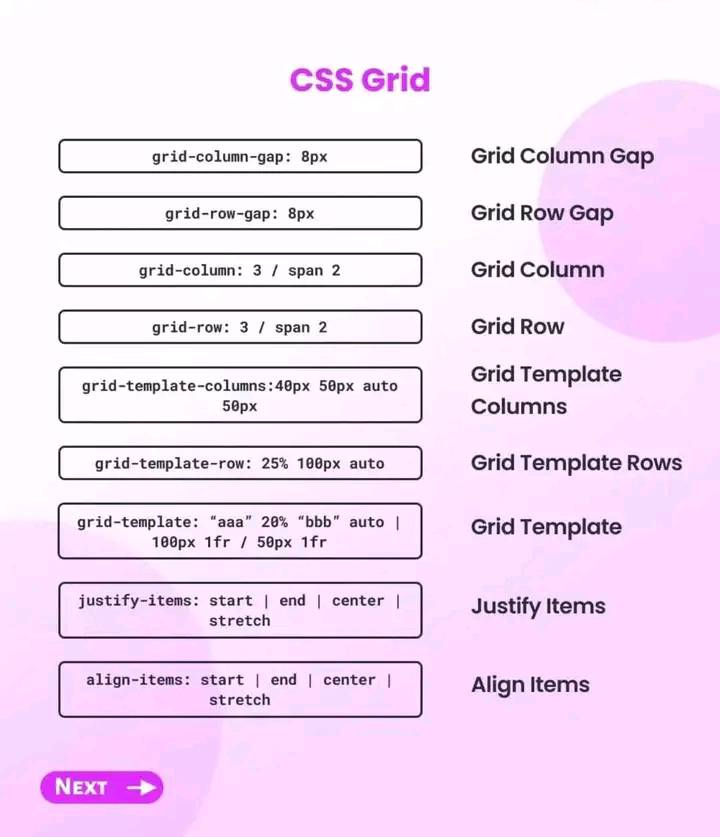 CSS Grid
grid-column-gap: 8px
Grid Column Gap
grid-row-gap: 8px
Grid Row Gap
grid-column: 3 / span 2
Grid Column
grid-row: 3 / span 2
Grid Row
grid-template-columns:40px 50px auto
50px
Grid Template
Columns
grid-template-row: 25% 100px auto
Grid Template Rows
grid-template: “aaa” 20% “bbb” auto |
100px 1fr / 50px 1fr
Grid Template
justify-items: start | end | center |
stretch
Justify Items
align-items: start | end | center |
stretch
Align Items
NEXT